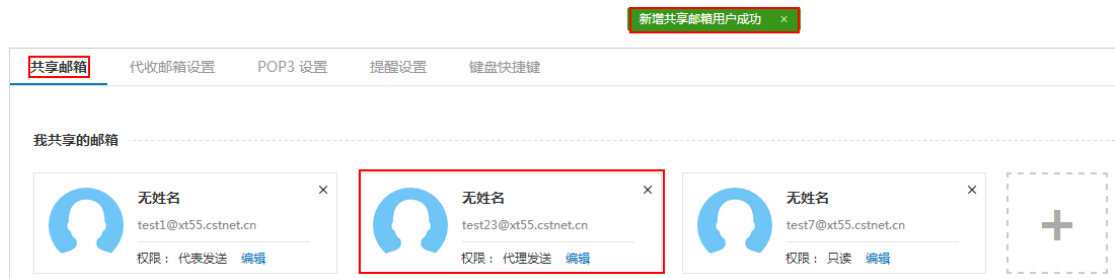 新增共享邮箱用户成功 ×
共享邮箱 代收邮箱设置 POP3 设置 提醒设置 键盘快捷键
我共享的邮箱
无姓名 ×
test1@xt55.cstnet.cn
权限： 代表发送 编辑
无姓名 ×
test23@xt55.cstnet.cn
权限： 代理发送 编辑
无姓名 ×
test7@xt55.cstnet.cn
权限： 只读 编辑
+